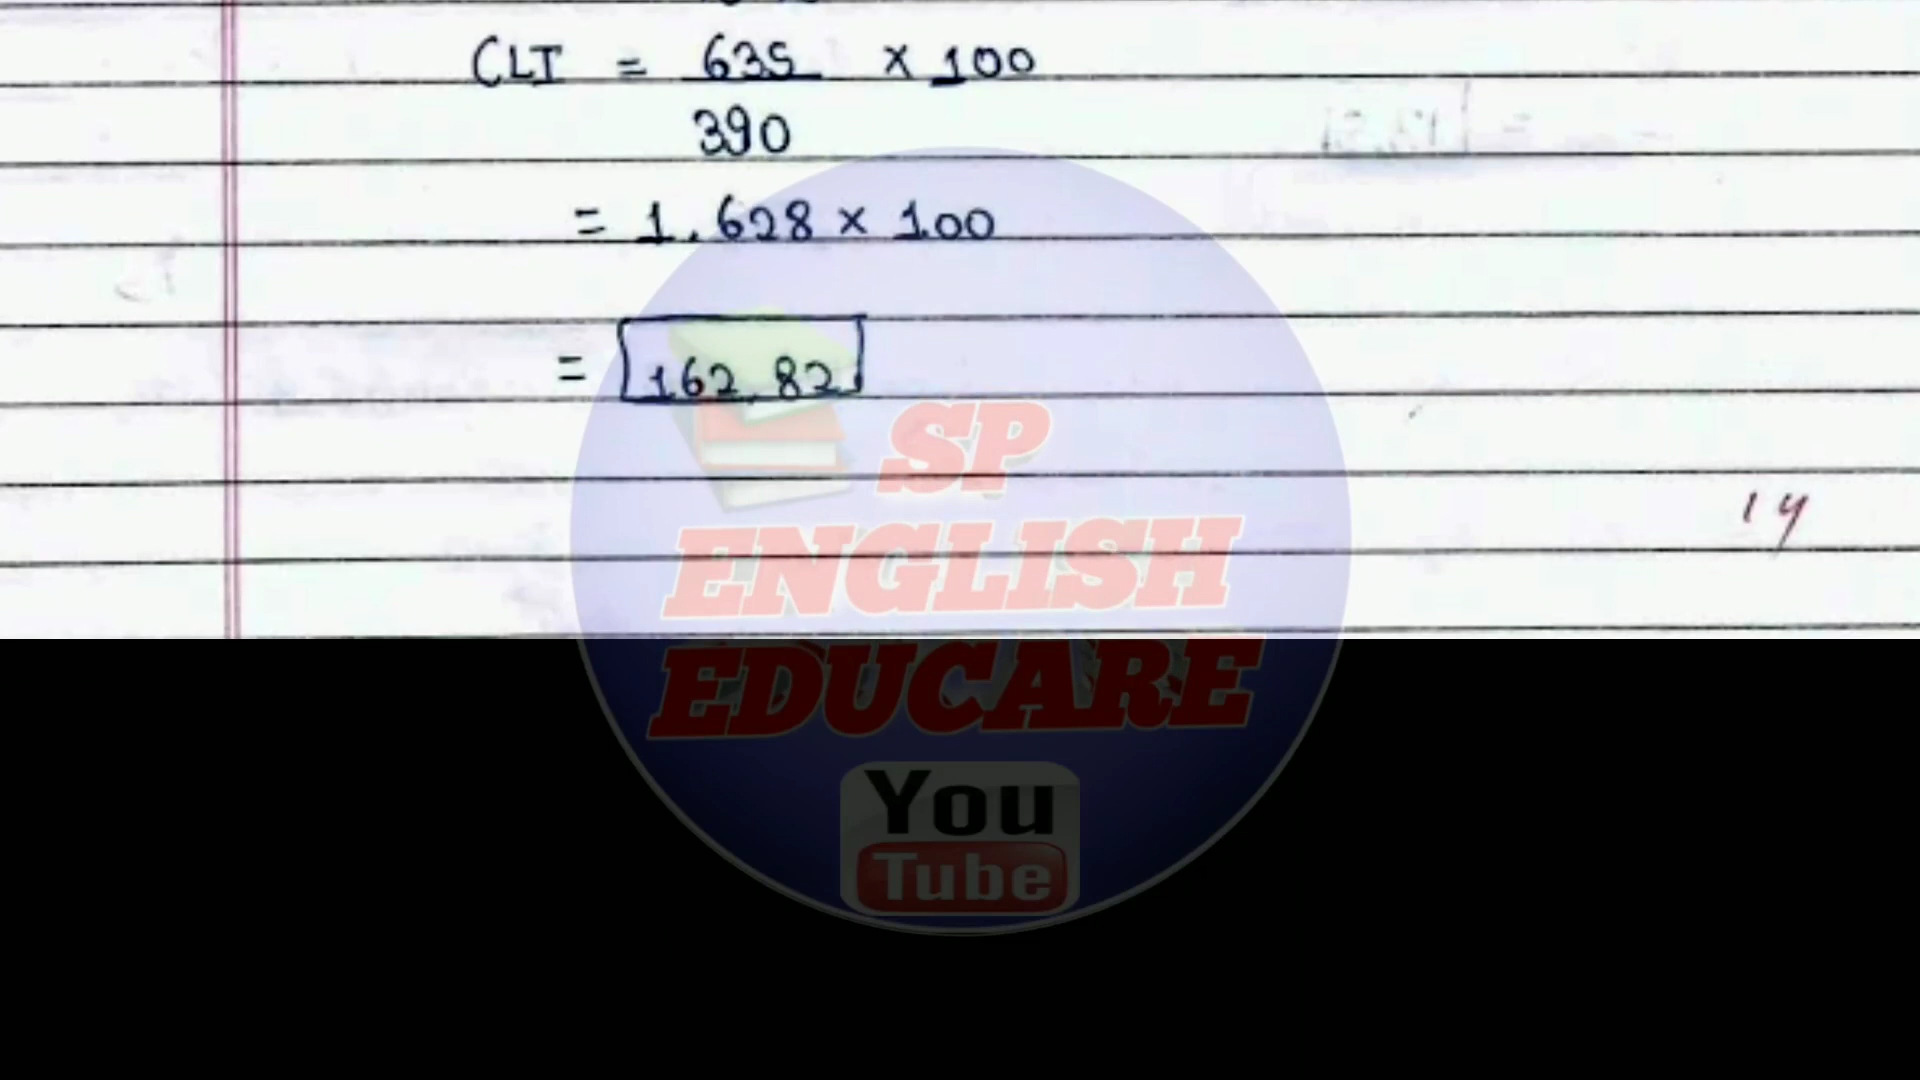 CLI = 635 × 100
390
= 1.628 × 100
= 162.82
SP
ENGLISH
14
EDUCARE
You
Tube